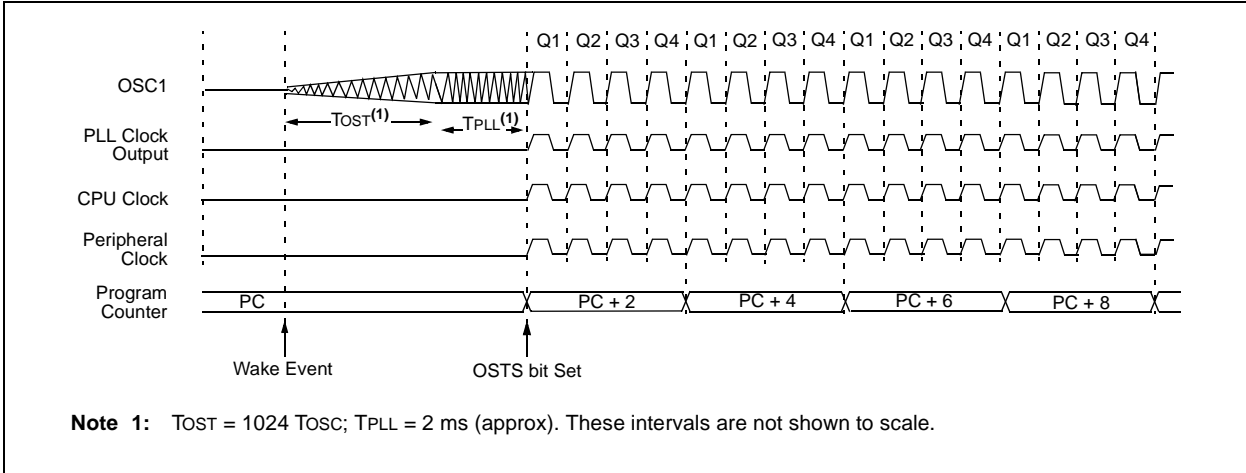 Q1 Q2 Q3 Q4 Q1 Q2 Q3 Q4 Q1 Q2 Q3 Q4 Q1 Q2 Q3 Q4
OSC1
TOST(1) TPLL(1)
PLL Clock
Output
CPU Clock
Peripheral
Clock
Program
Counter
PC PC + 2 PC + 4 PC + 6 PC + 8
Wake Event OSTS bit Set
Note 1: TOST = 1024 TOSC; TPLL = 2 ms (approx). These intervals are not shown to scale.